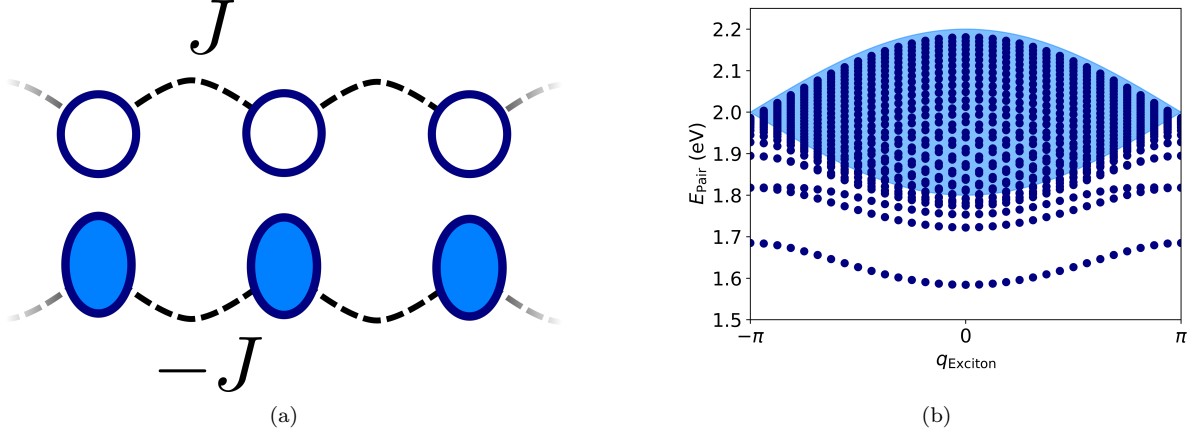 J
−J
(a)
2.2
2.1
2.0
1.9
1.8
1.7
1.6
1.5
E_Pair (eV)
−π 0 π
q_Exciton
(b)